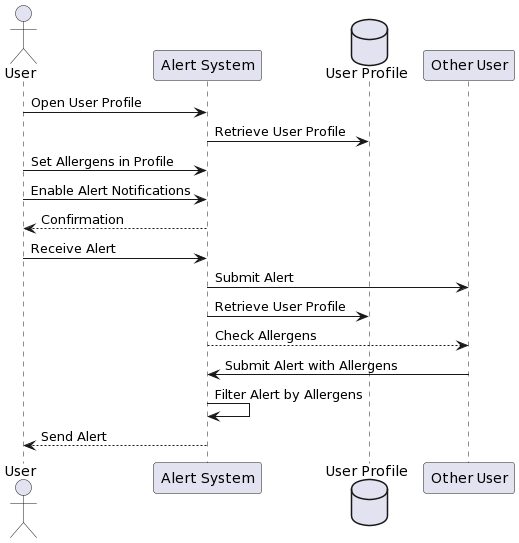 User
Alert System
User Profile
Other User
Open User Profile
Retrieve User Profile
Set Allergens in Profile
Enable Alert Notifications
Confirmation
Receive Alert
Submit Alert
Retrieve User Profile
Check Allergens
Submit Alert with Allergens
Filter Alert by Allergens
Send Alert
User
Alert System
User Profile
Other User